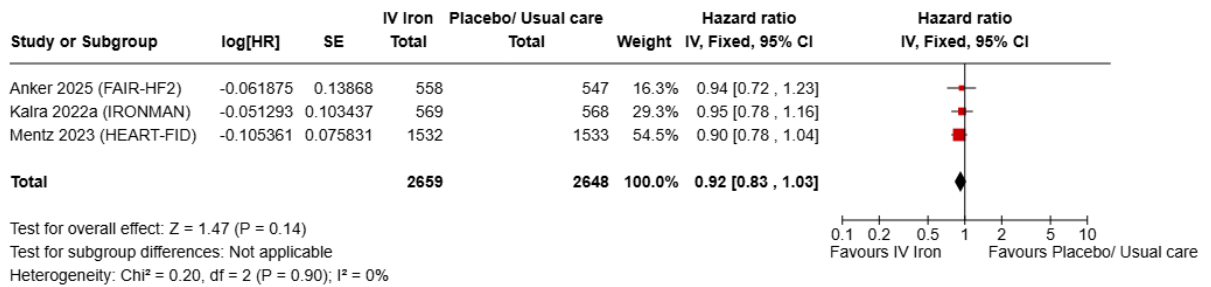 IV Iron Placebo/ Usual care Hazard ratio Hazard ratio
Study or Subgroup log[HR] SE Total Total Weight IV, Fixed, 95% CI IV, Fixed, 95% CI
Anker 2025 (FAIR-HF2) -0.061875 0.13868 558 547 16.3% 0.94 [0.72 , 1.23]
Kalra 2022a (IRONMAN) -0.051293 0.103437 569 568 29.3% 0.95 [0.78 , 1.16]
Mentz 2023 (HEART-FID) -0.105361 0.075831 1532 1533 54.5% 0.90 [0.78 , 1.04]
Total 2659 2648 100.0% 0.92 [0.83 , 1.03]
Test for overall effect: Z = 1.47 (P = 0.14)
Test for subgroup differences: Not applicable
Heterogeneity: Chi² = 0.20, df = 2 (P = 0.90); I² = 0%
0.1 0.2 0.5 1 2 5 10
Favours IV Iron Favours Placebo/ Usual care